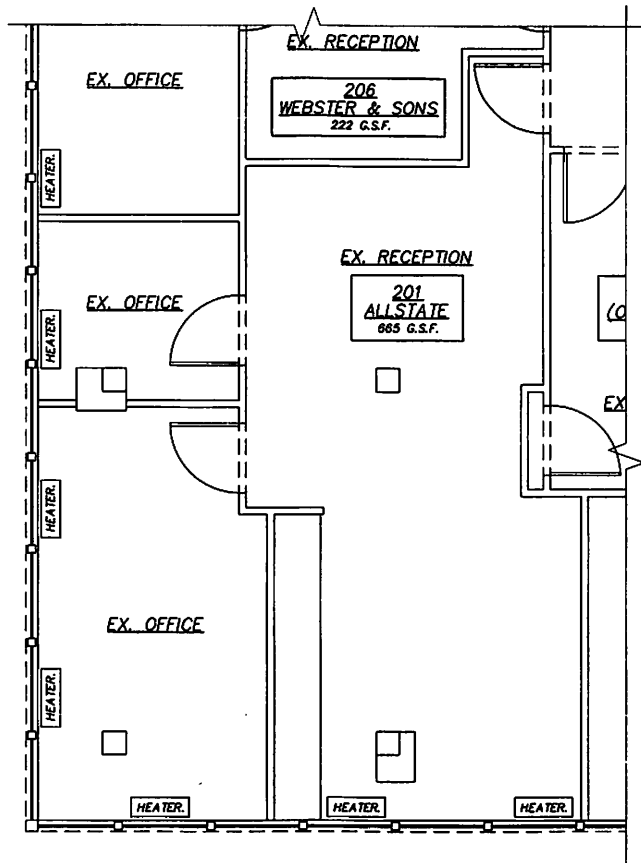 EX. RECEPTION
EX. OFFICE
206
WEBSTER & SONS
222 G.S.F.
HEATER.
EX. RECEPTION
EX. OFFICE
201
ALLSTATE
665 G.S.F.
HEATER.
(O
EX
HEATER.
EX. OFFICE
HEATER.
HEATER.
HEATER.
HEATER.